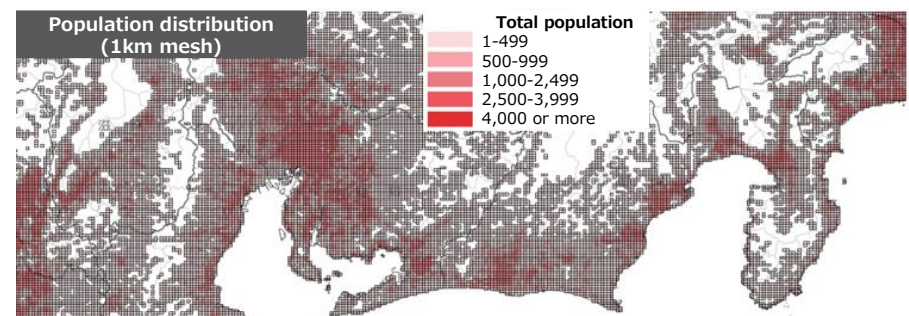 Population distribution
(1km mesh)
Total population
1-499
500-999
1,000-2,499
2,500-3,999
4,000 or more